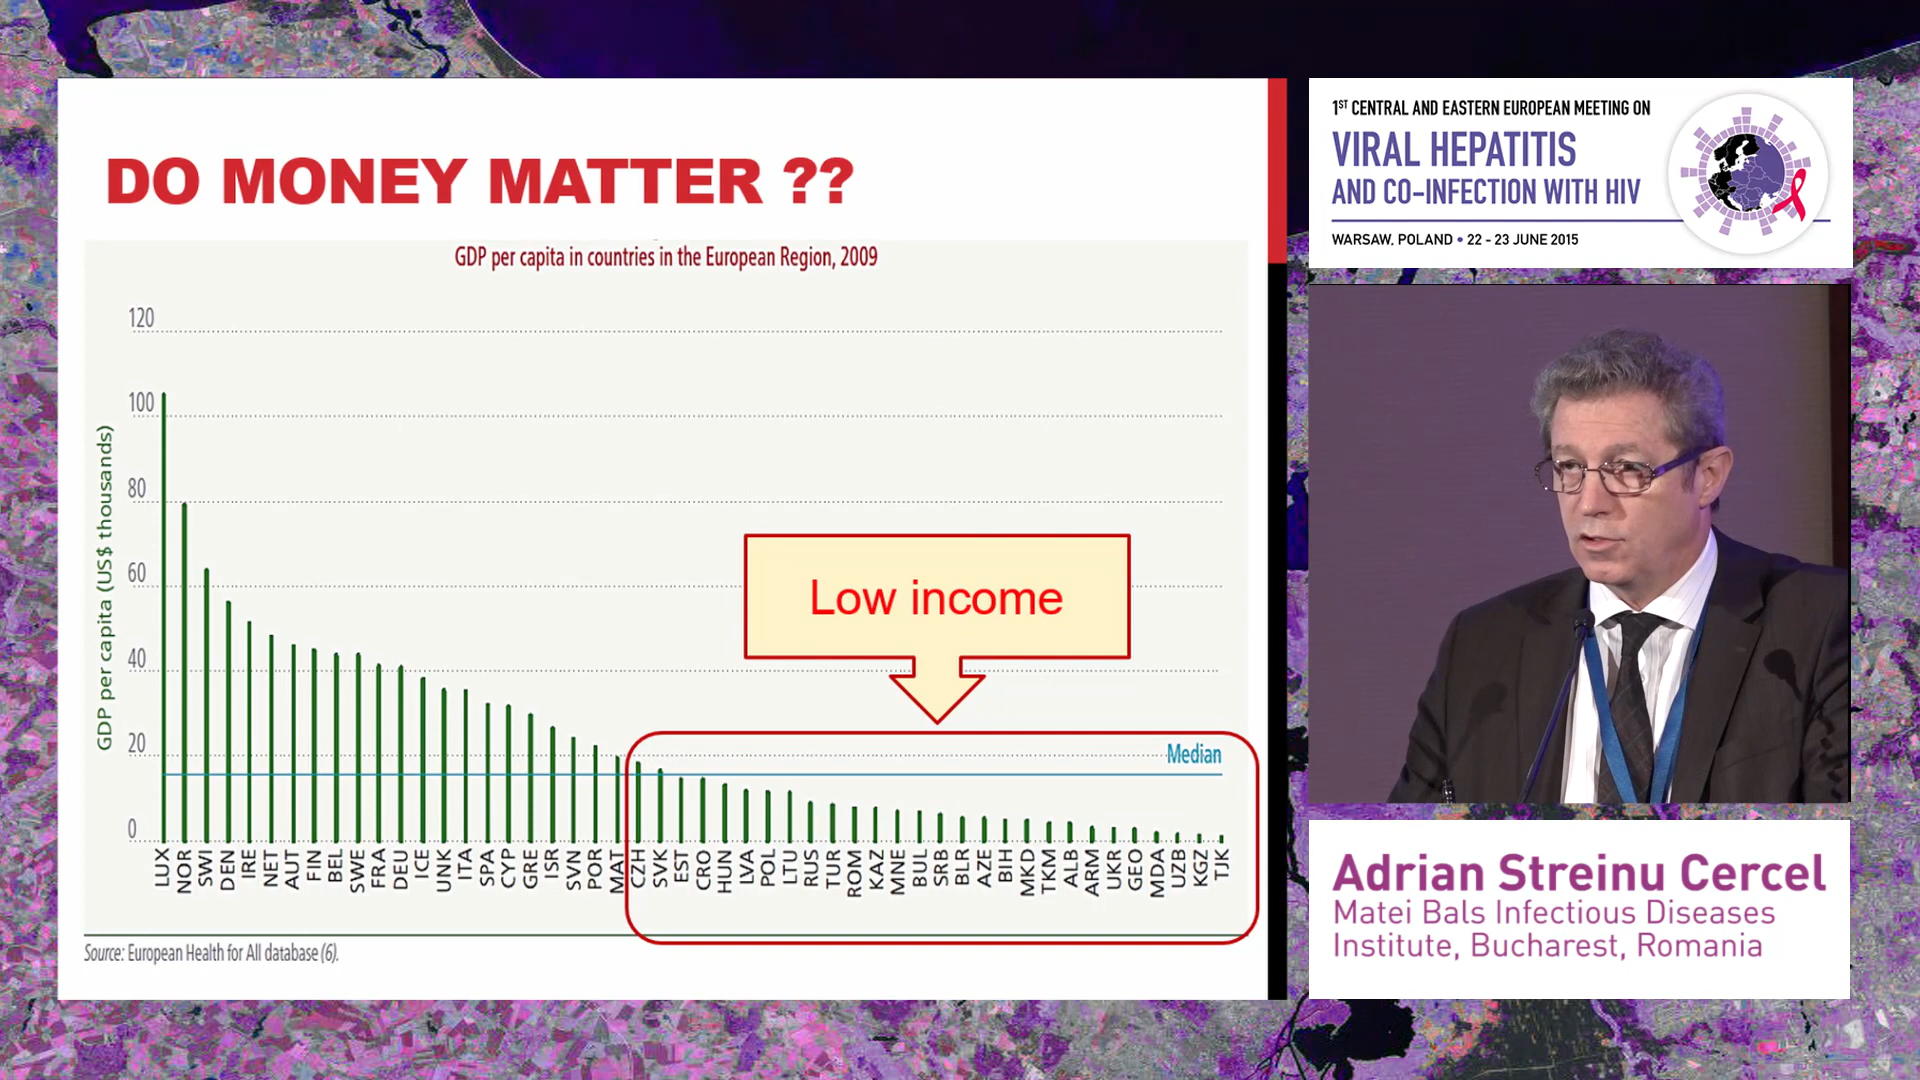 DO MONEY MATTER ??
GDP per capita in countries in the European Region, 2009
GDP per capita (US$ thousands)
120
100
80
60
40
20
0
Low income
Median
LUX NOR SWI DEN IRE NET AUT FIN BEL SWE FRA DEU ICE UNK ITA SPA CYP GRE ISR SVN POR MAT CZH SVK EST CRO HUN LVA POL LTU RUS TUR ROM KAZ MNE BUL SRB BLR AZE BIH MKD TKM ALB ARM UKR GEO MDA UZB KGZ TJK
Source: European Health for All database (6).
1ST CENTRAL AND EASTERN EUROPEAN MEETING ON
VIRAL HEPATITIS
AND CO-INFECTION WITH HIV
WARSAW, POLAND • 22 - 23 JUNE 2015
Adrian Streinu Cercel
Matei Bals Infectious Diseases
Institute, Bucharest, Romania